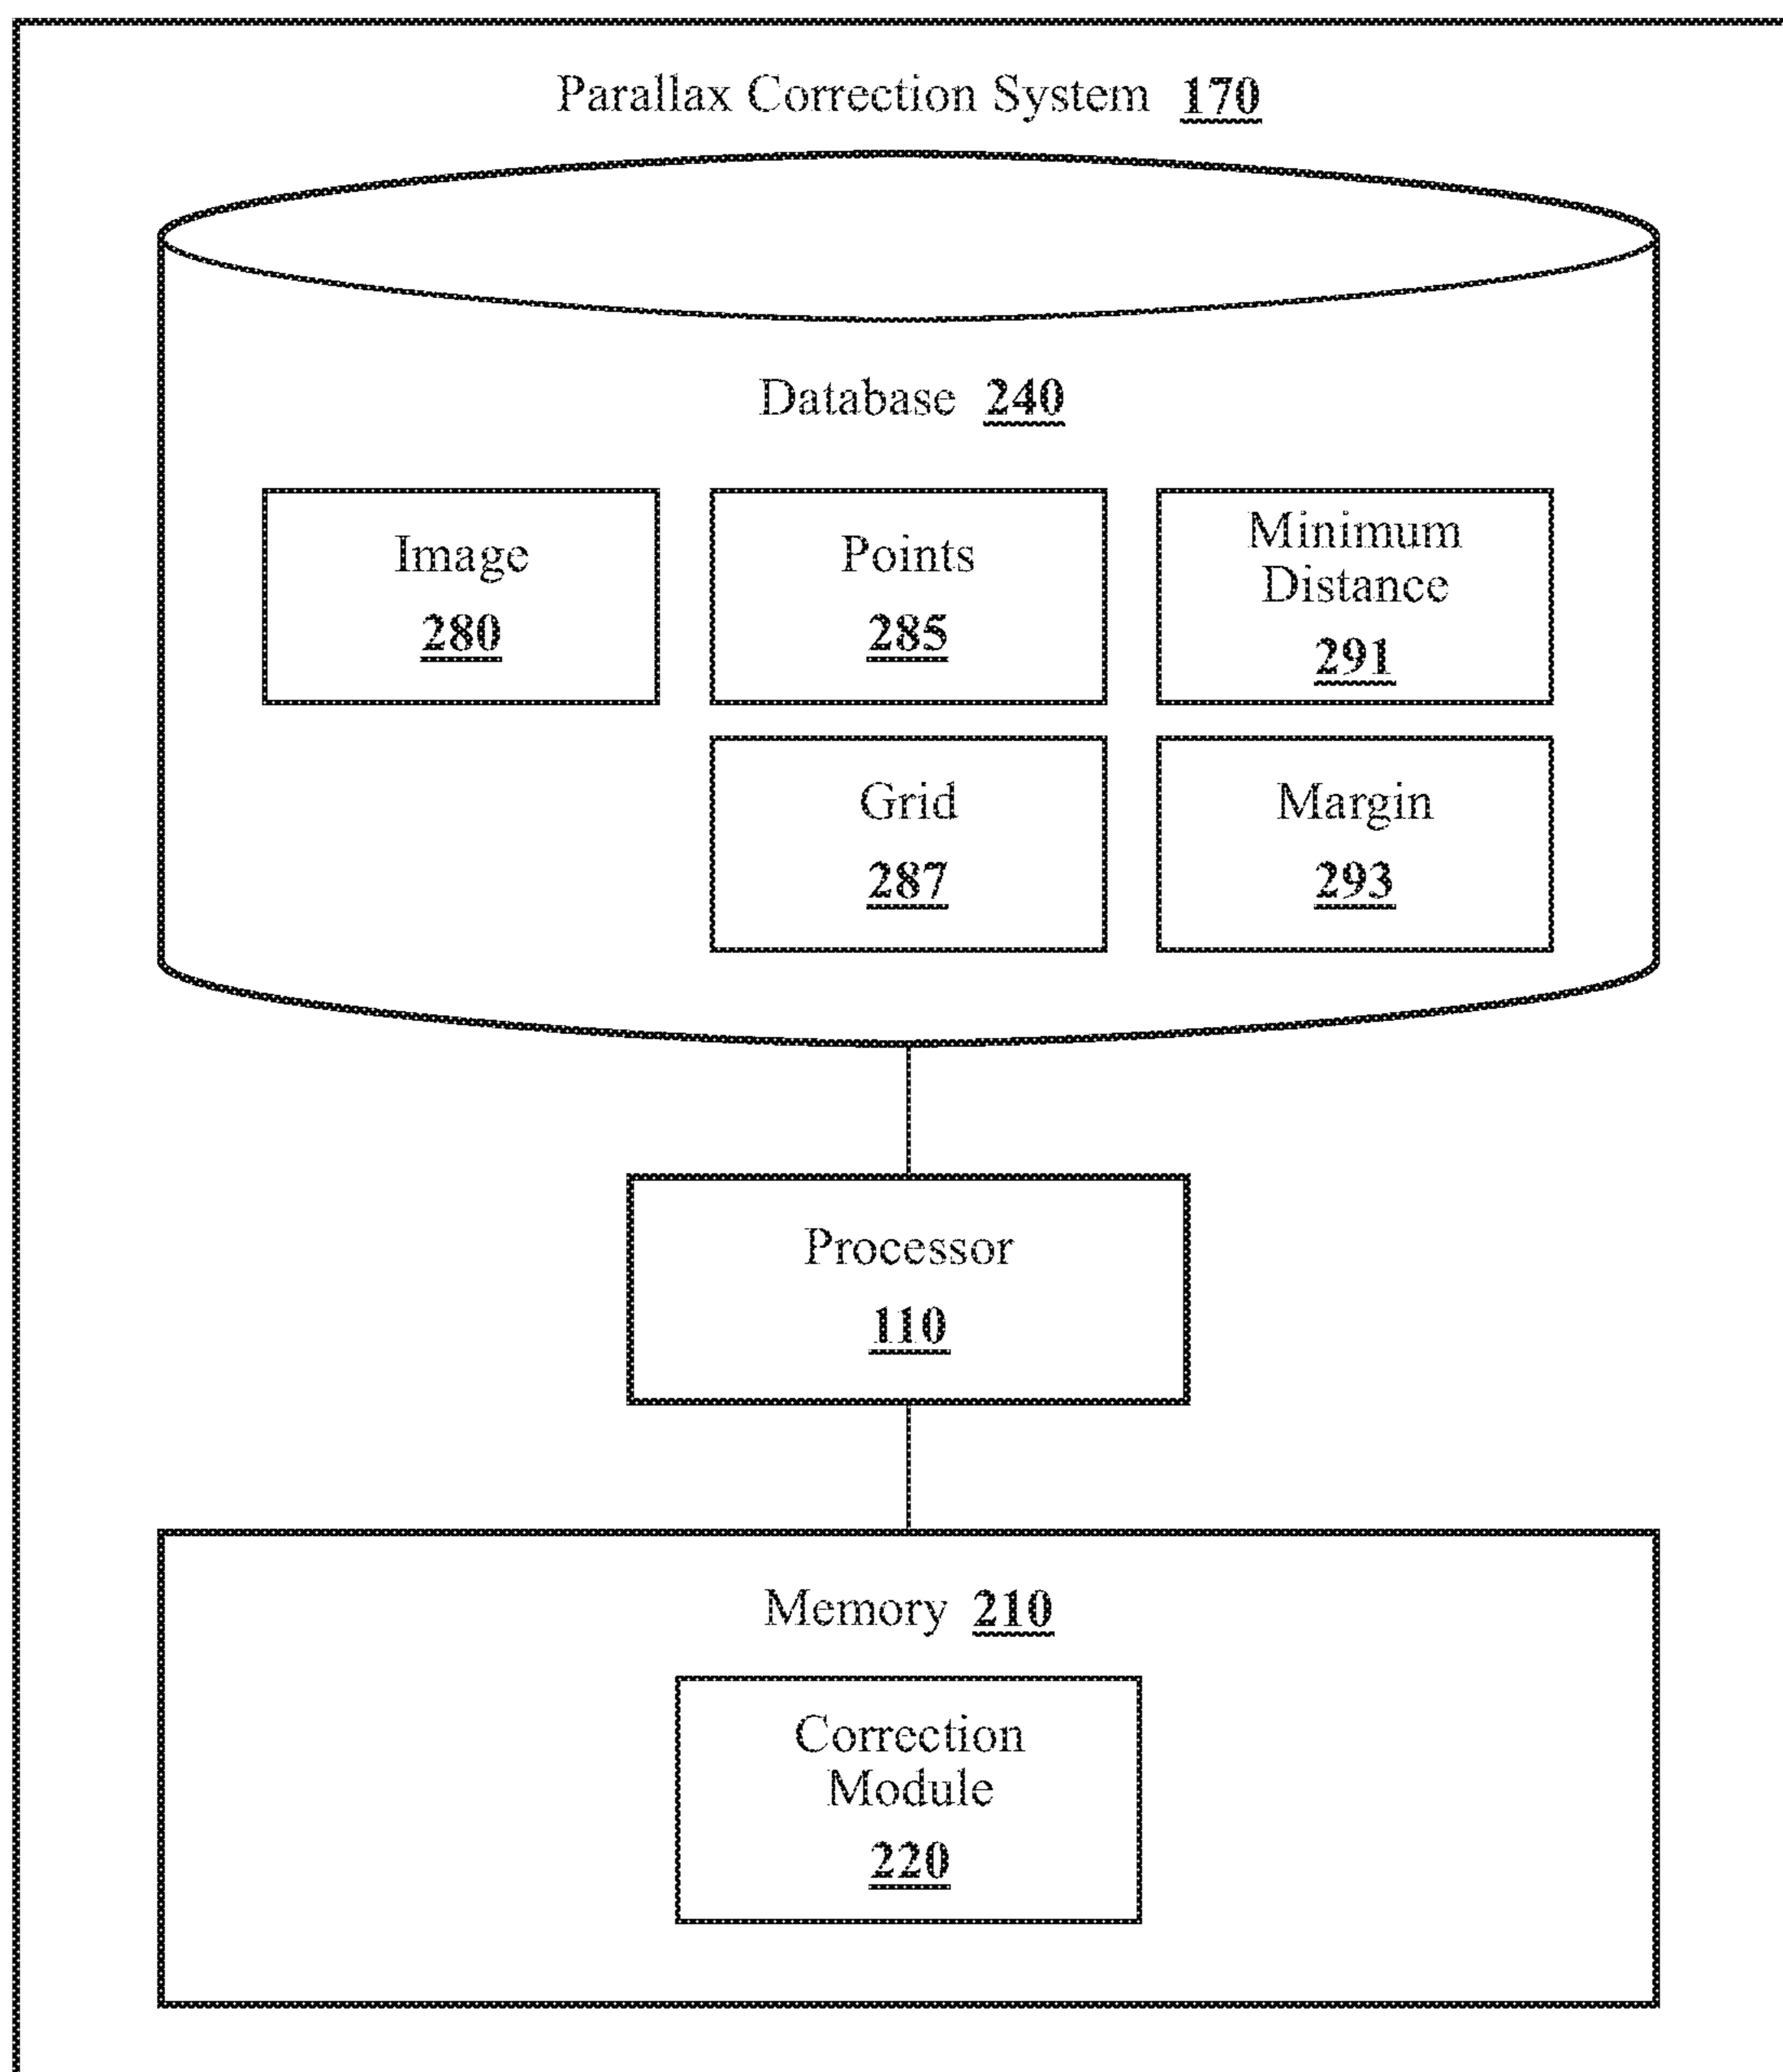 Parallax Correction System 170
Database 240
Image
280
Points
285
Minimum
Distance
291
Grid
287
Margin
293
Processor
110
Memory 210
Correction
Module
220